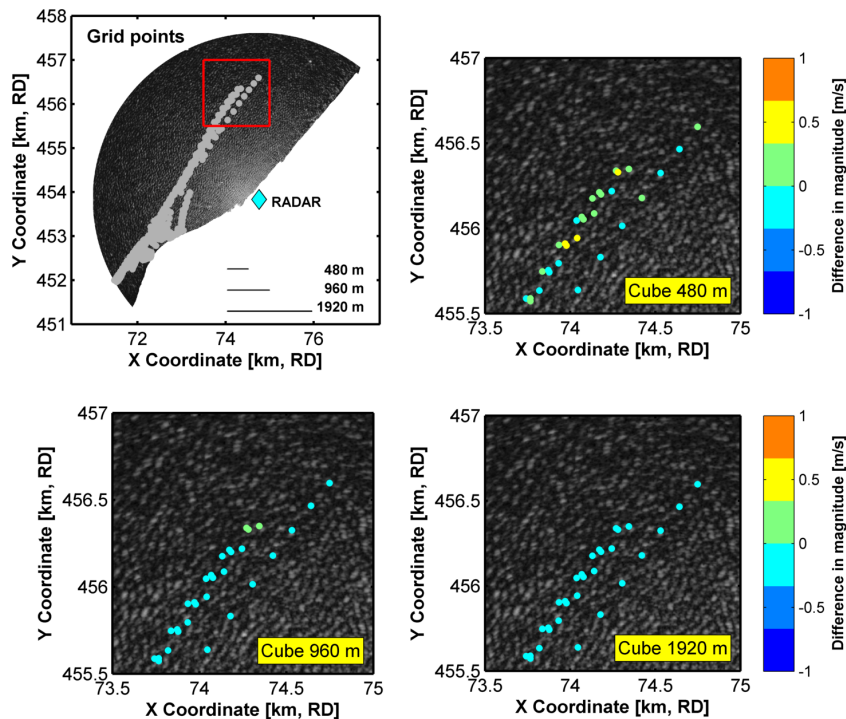 Grid points
458
457
456
455
454
453
452
451
Y Coordinate [km, RD]
RADAR
480 m
960 m
1920 m
72
74
76
X Coordinate [km, RD]
457
456.5
456
455.5
Y Coordinate [km, RD]
Cube 480 m
73.5
74
74.5
75
X Coordinate [km, RD]
1
0.5
0
-0.5
-1
Difference in magnitude [m/s]
457
456.5
456
455.5
Y Coordinate [km, RD]
Cube 960 m
73.5
74
74.5
75
X Coordinate [km, RD]
457
456.5
456
455.5
Y Coordinate [km, RD]
Cube 1920 m
73.5
74
74.5
75
X Coordinate [km, RD]
1
0.5
0
-0.5
-1
Difference in magnitude [m/s]